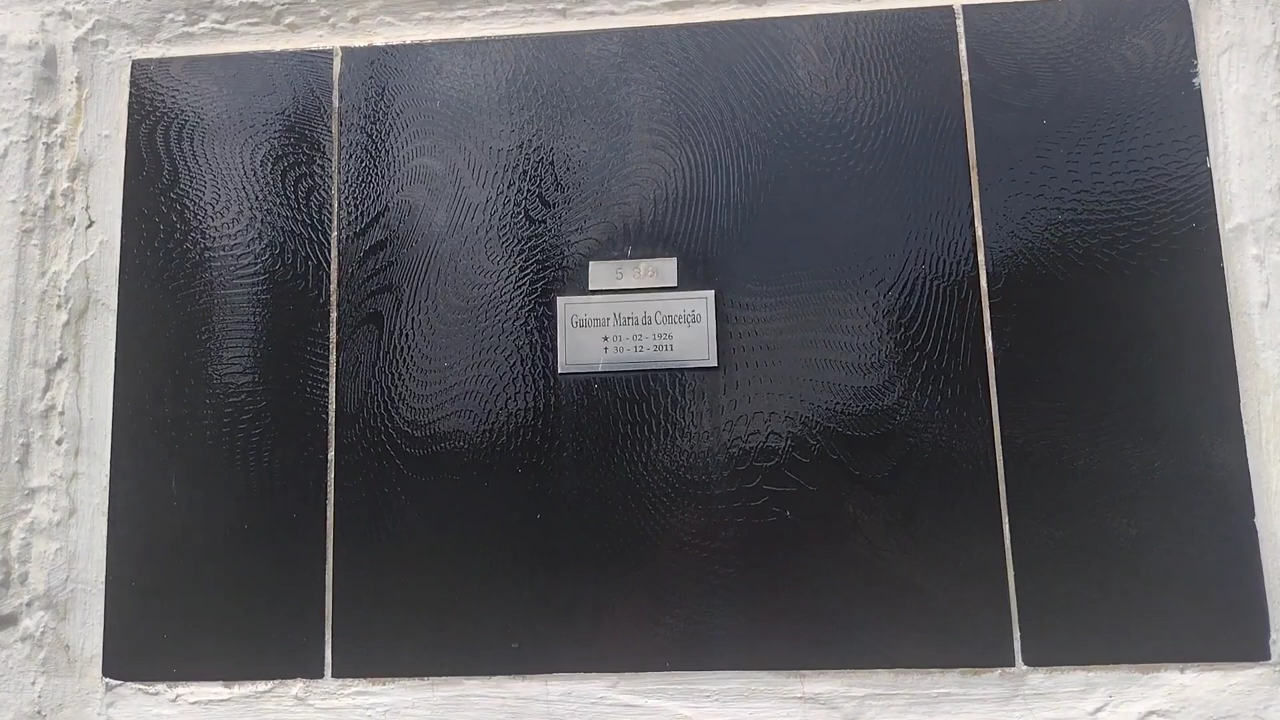 Guiomar Maria da Conceição
★ 01 - 02 - 1926
✝ 30 - 12 - 2011